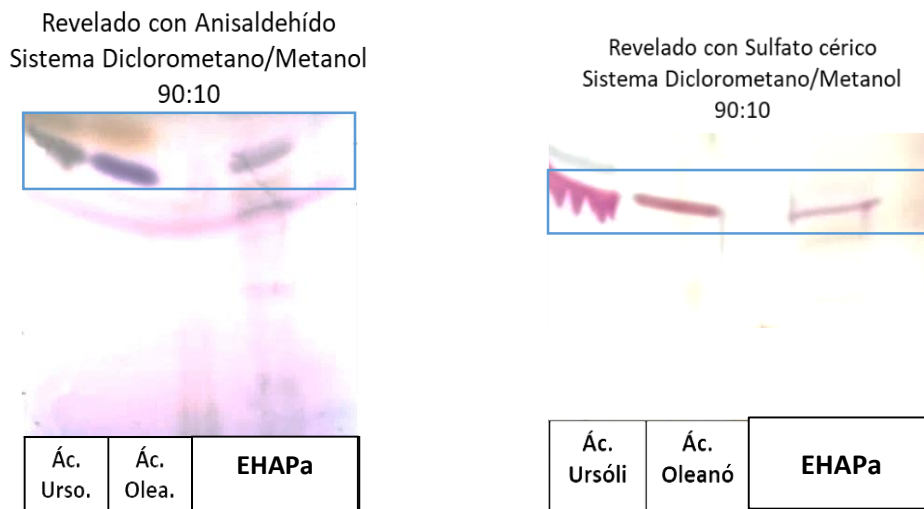 Revelado con Anisaldehído
Sistema Diclorometano/Metanol
90:10
Ác.
Urso.
Ác.
Olea.
EHAPa
Revelado con Sulfato cérico
Sistema Diclorometano/Metanol
90:10
Ác.
Ursóli
Ác.
Oleanó
EHAPa